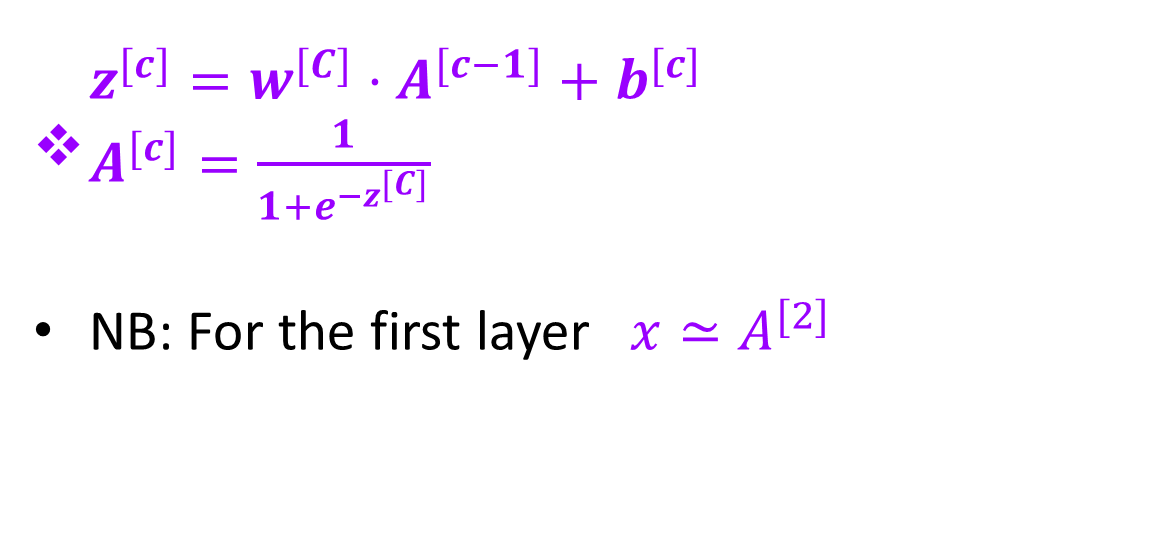 𝒛^[𝒄] = 𝒘^[𝑪] · 𝑨^[𝒄−𝟏] + 𝒃^[𝒄]
❖ 𝑨^[𝒄] = 𝟏/(𝟏+𝒆^(−𝒛^[𝑪]))
• NB: For the first layer 𝑥 ≃ 𝐴^[2]